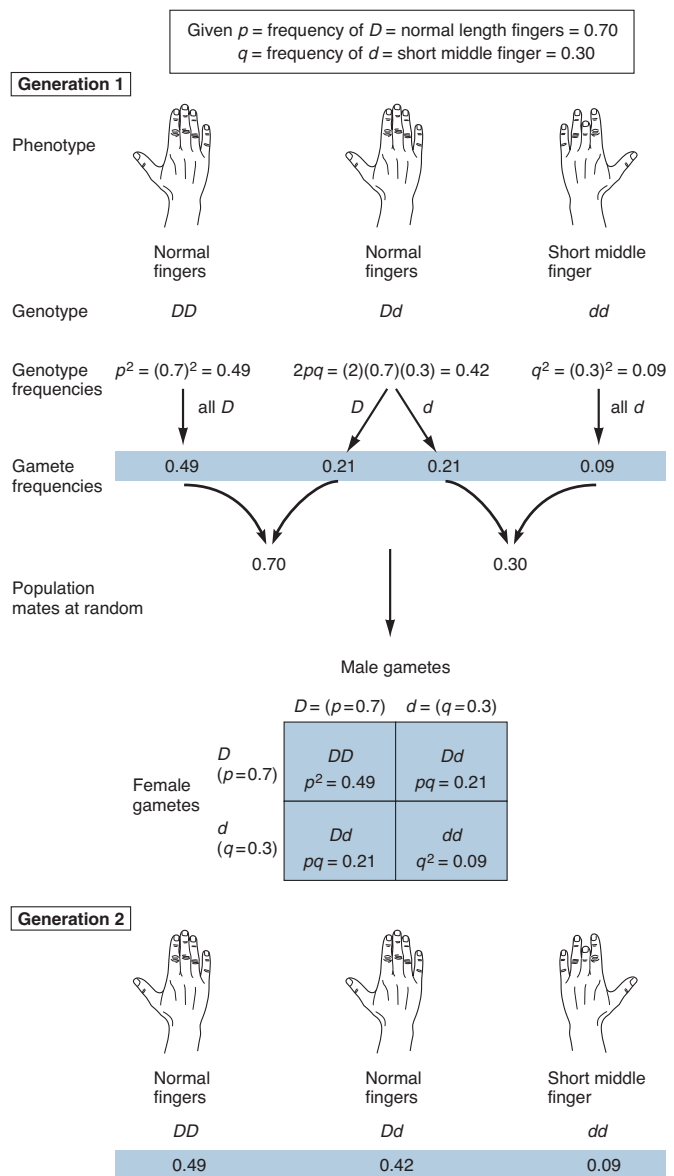 Given p = frequency of D = normal length fingers = 0.70
q = frequency of d = short middle finger = 0.30
Generation 1
Phenotype
Normal fingers
Normal fingers
Short middle finger
Genotype DD Dd dd
Genotype frequencies
p² = (0.7)² = 0.49 2pq = (2)(0.7)(0.3) = 0.42 q² = (0.3)² = 0.09
all D D d all d
Gamete frequencies
0.49 0.21 0.21 0.09
0.70 0.30
Population
mates at random
Male gametes
D = (p=0.7) d = (q=0.3)
Female gametes
D
(p=0.7)
DD Dd
p² = 0.49 pq = 0.21
d
(q=0.3)
Dd dd
pq = 0.21 q² = 0.09
Generation 2
Normal fingers
Normal fingers
Short middle finger
DD Dd dd
0.49 0.42 0.09